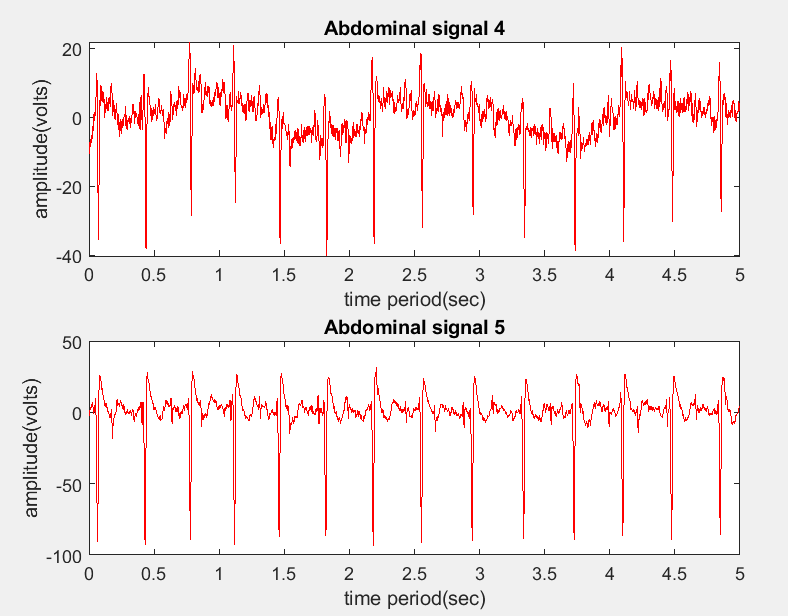 Abdominal signal 4
amplitude(volts)
20
0
-20
-40
0 0.5 1 1.5 2 2.5 3 3.5 4 4.5 5
time period(sec)
Abdominal signal 5
amplitude(volts)
50
0
-50
-100
0 0.5 1 1.5 2 2.5 3 3.5 4 4.5 5
time period(sec)